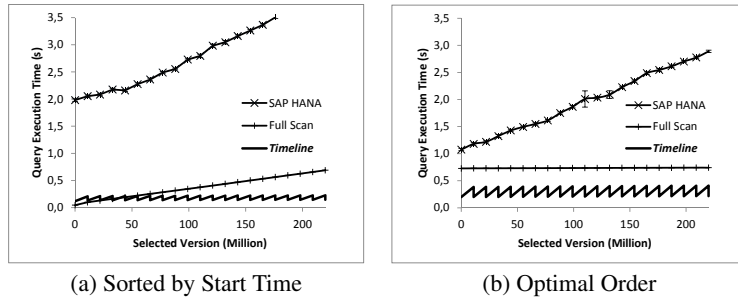 3,5
3,0
2,5
2,0
1,5
1,0
0,5
0,0
Query Execution Time (s)
SAP HANA
Full Scan
Timeline
0 50 100 150 200
Selected Version (Million)
(a) Sorted by Start Time
3,5
3,0
2,5
2,0
1,5
1,0
0,5
0,0
Query Execution Time (s)
SAP HANA
Full Scan
Timeline
0 50 100 150 200
Selected Version (Million)
(b) Optimal Order